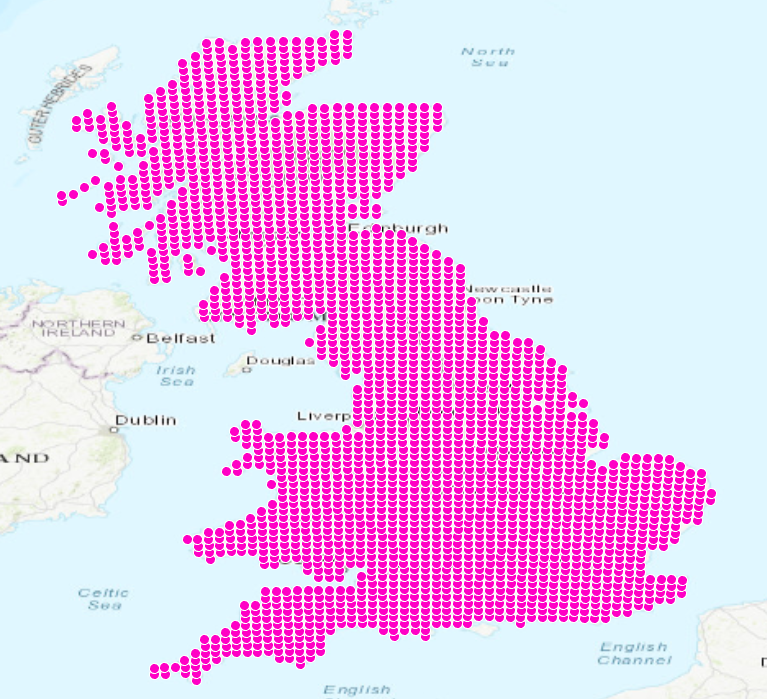 North
Sea
OUTER HEBRIDES
Edinburgh
Newcastle
upon Tyne
NORTHERN
IRELAND
Belfast
Irish
Sea
Douglas
Dublin
Liverp
AND
Celtic
Sea
English
Channel
English